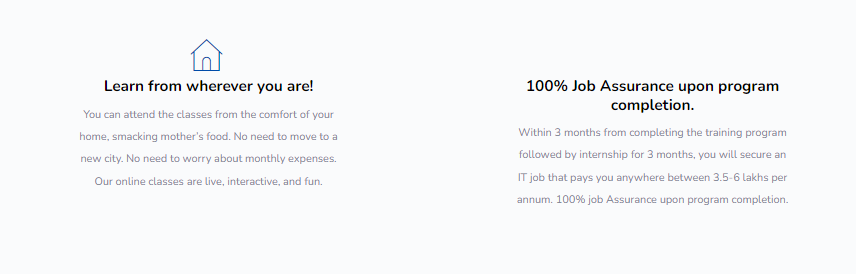 Learn from wherever you are!
You can attend the classes from the comfort of your
home, smacking mother's food. No need to move to a
new city. No need to worry about monthly expenses.
Our online classes are live, interactive, and fun.
100% Job Assurance upon program
completion.
Within 3 months from completing the training program
followed by internship for 3 months, you will secure an
IT job that pays you anywhere between 3.5-6 lakhs per
annum. 100% job Assurance upon program completion.